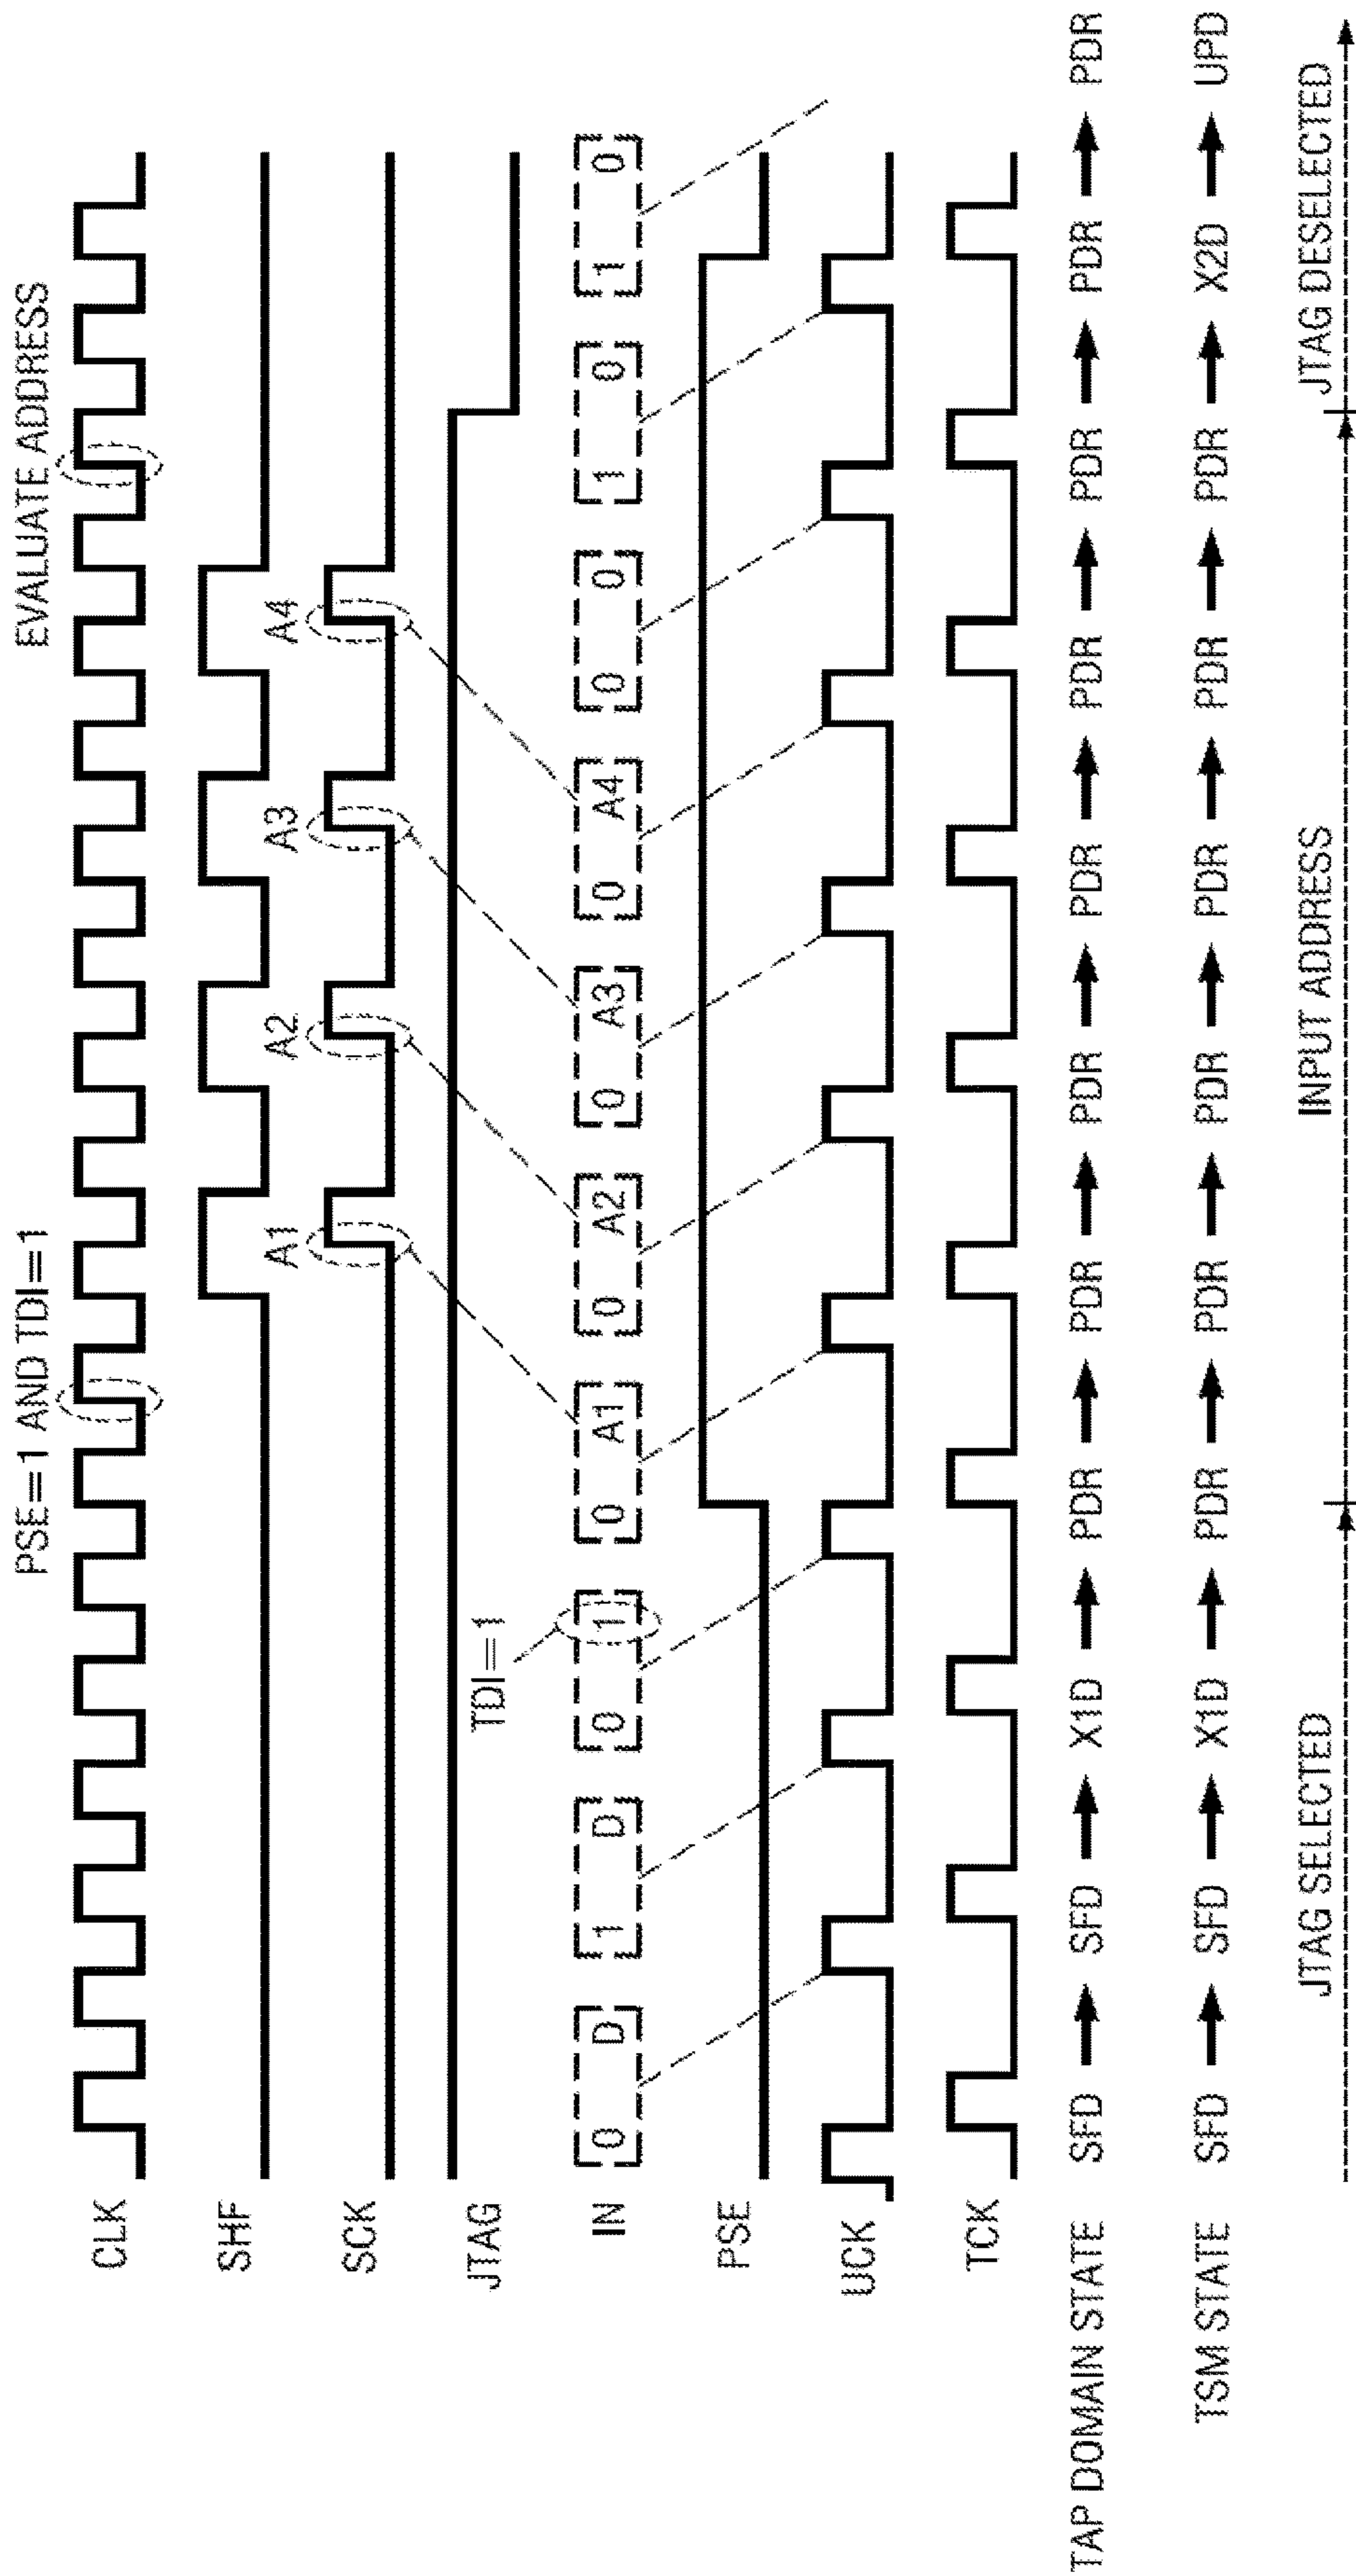 PSE=1 AND TDI=1 EVALUATE ADDRESS
CLK
SHF
A1 A2 A3 A4
SCK
JTAG
TDI=1
IN 0 D 1 D 0 1 0 A1 0 A2 0 A3 0 A4 0 0 1 0 1 0
PSE
UCK
TCK
TAP DOMAIN STATE SFD SFD X1D PDR PDR PDR PDR PDR PDR PDR PDR
TSM STATE SFD SFD X1D PDR PDR PDR PDR PDR PDR X2D UPD
JTAG SELECTED INPUT ADDRESS JTAG DESELECTED